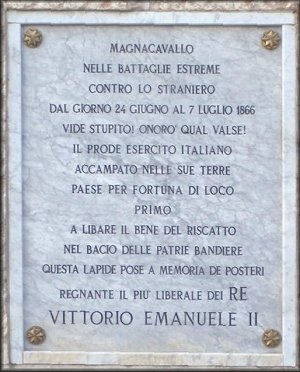 MAGNACAVALLO
NELLE BATTAGLIE ESTREME
CONTRO LO STRANIERO
DAL GIORNO 24 GIUGNO AL 7 LUGLIO 1866
VIDE STUPITO! ONORO' QUAL VALSE!
IL PRODE ESERCITO ITALIANO
ACCAMPATO NELLE SUE TERRE
PAESE PER FORTUNA DI LOCO
PRIMO
A LIBARE IL BENE DEL RISCATTO
NEL BACIO DELLE PATRIE BANDIERE
QUESTA LAPIDE POSE A MEMORIA DE POSTERI
REGNANTE IL PIU' LIBERALE DEI RE
VITTORIO EMANUELE II